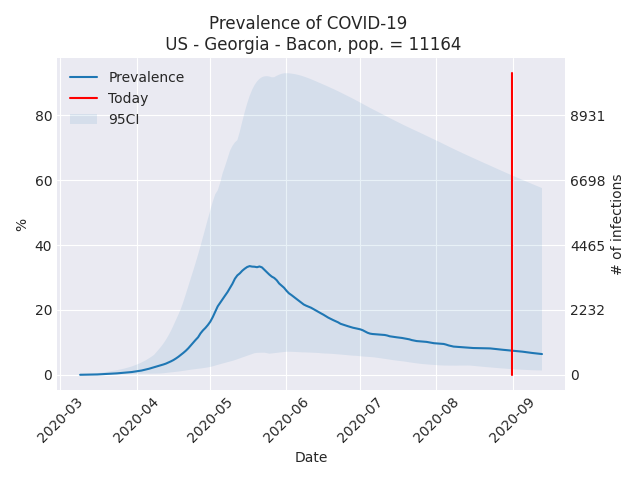 Prevalence of COVID-19
US - Georgia - Bacon, pop. = 11164
Prevalence
Today
95CI
80
60
40
20
0
%
8931
6698
4465
2232
0
# of infections
2020-03
2020-04
2020-05
2020-06
2020-07
2020-08
2020-09
Date